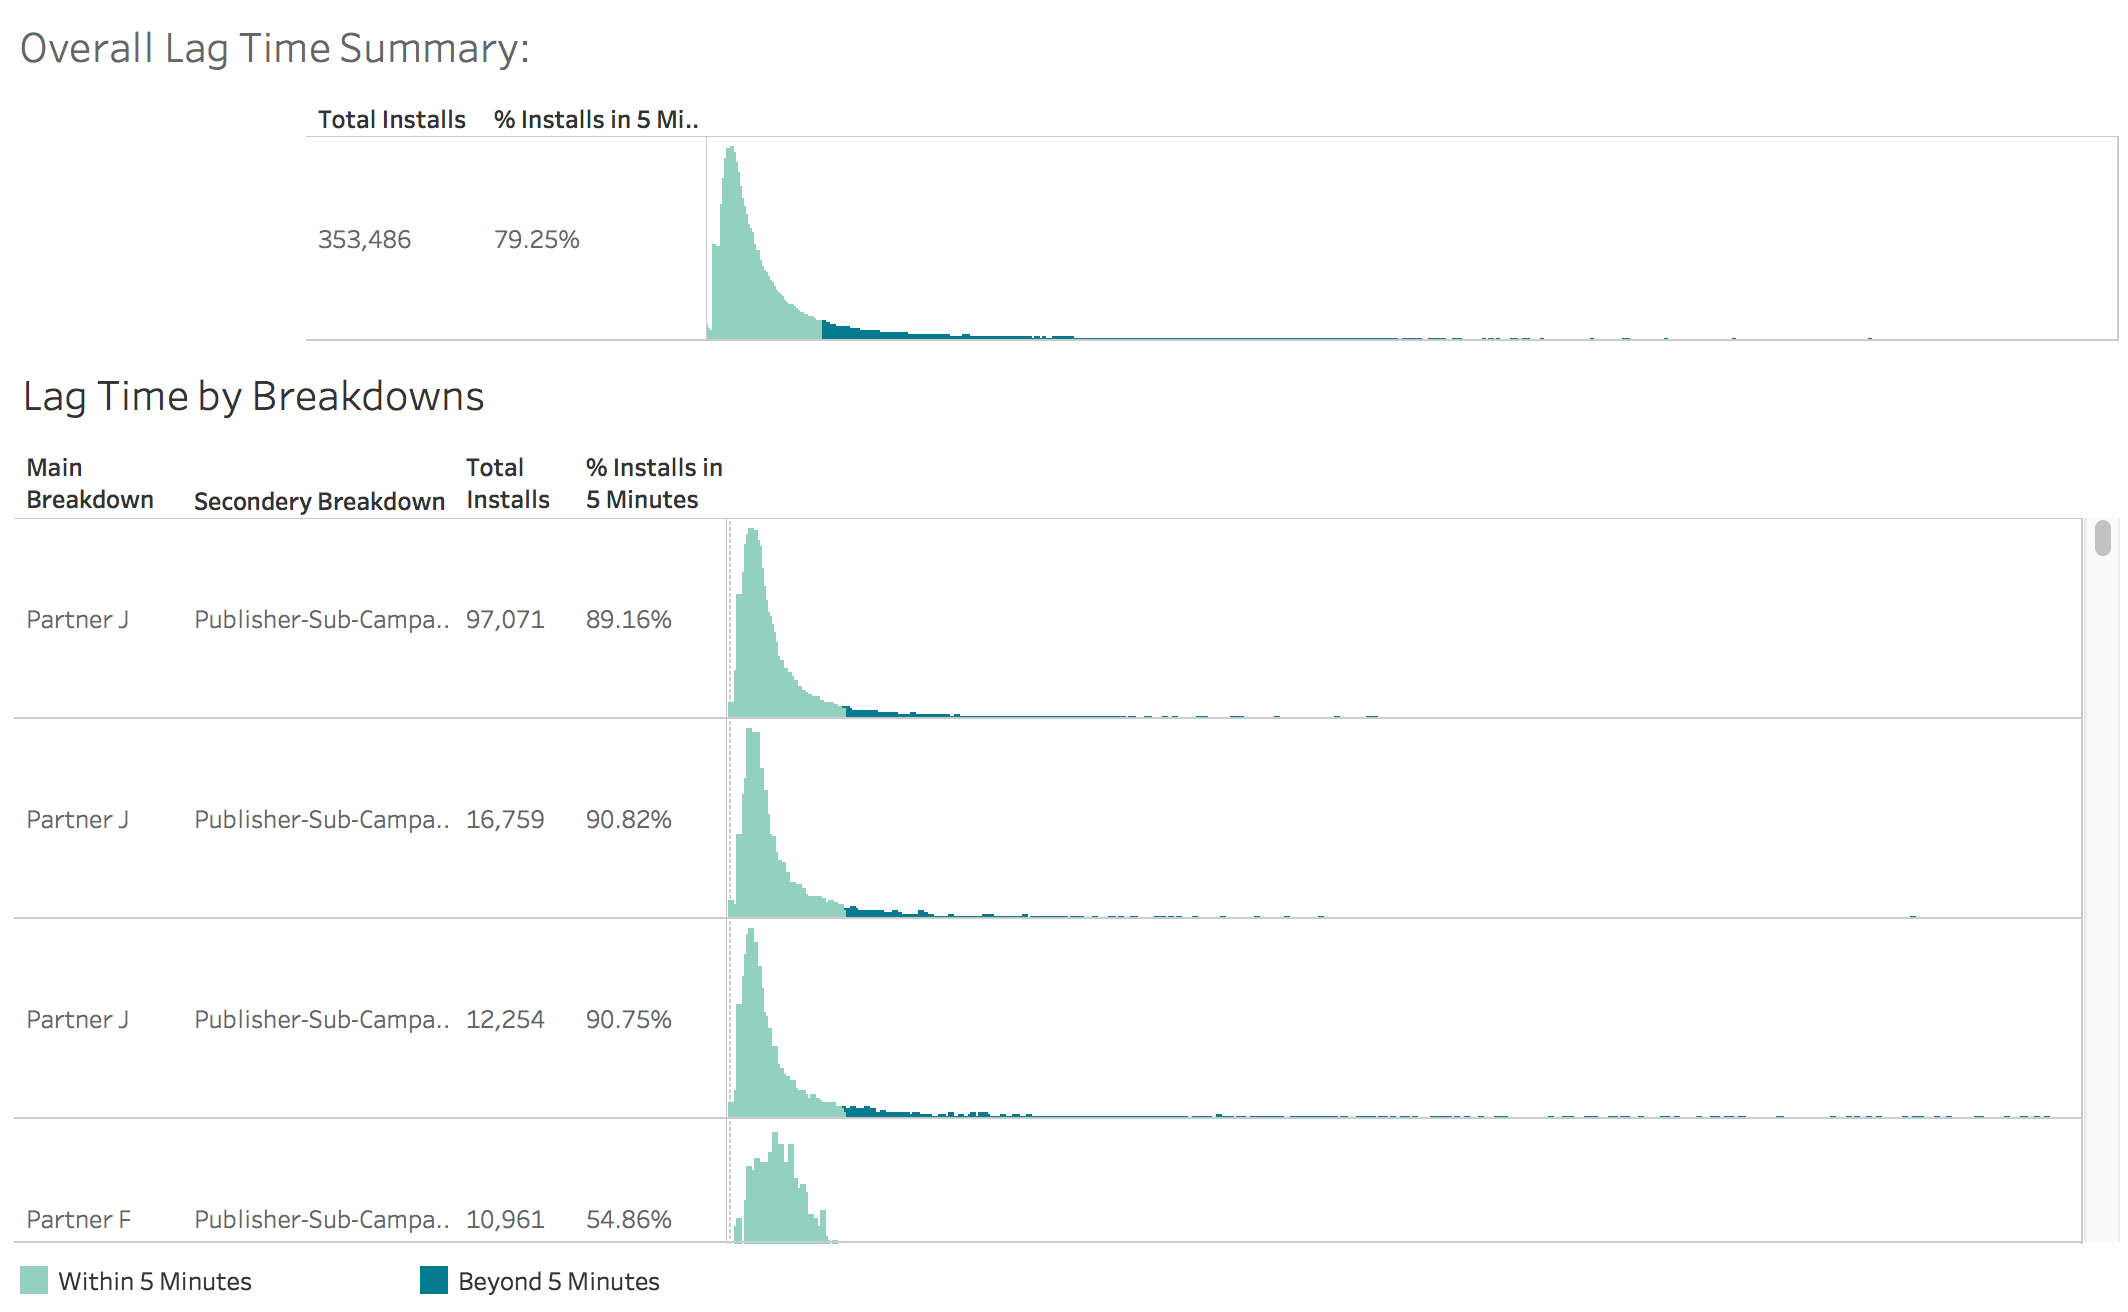 Overall Lag Time Summary:
Total Installs % Installs in 5 Mi..
353,486 79.25%
Lag Time by Breakdowns
Main Breakdown Secondery Breakdown Total Installs % Installs in 5 Minutes
Partner J Publisher-Sub-Campa.. 97,071 89.16%
Partner J Publisher-Sub-Campa.. 16,759 90.82%
Partner J Publisher-Sub-Campa.. 12,254 90.75%
Partner F Publisher-Sub-Campa.. 10,961 54.86%
Within 5 Minutes Beyond 5 Minutes